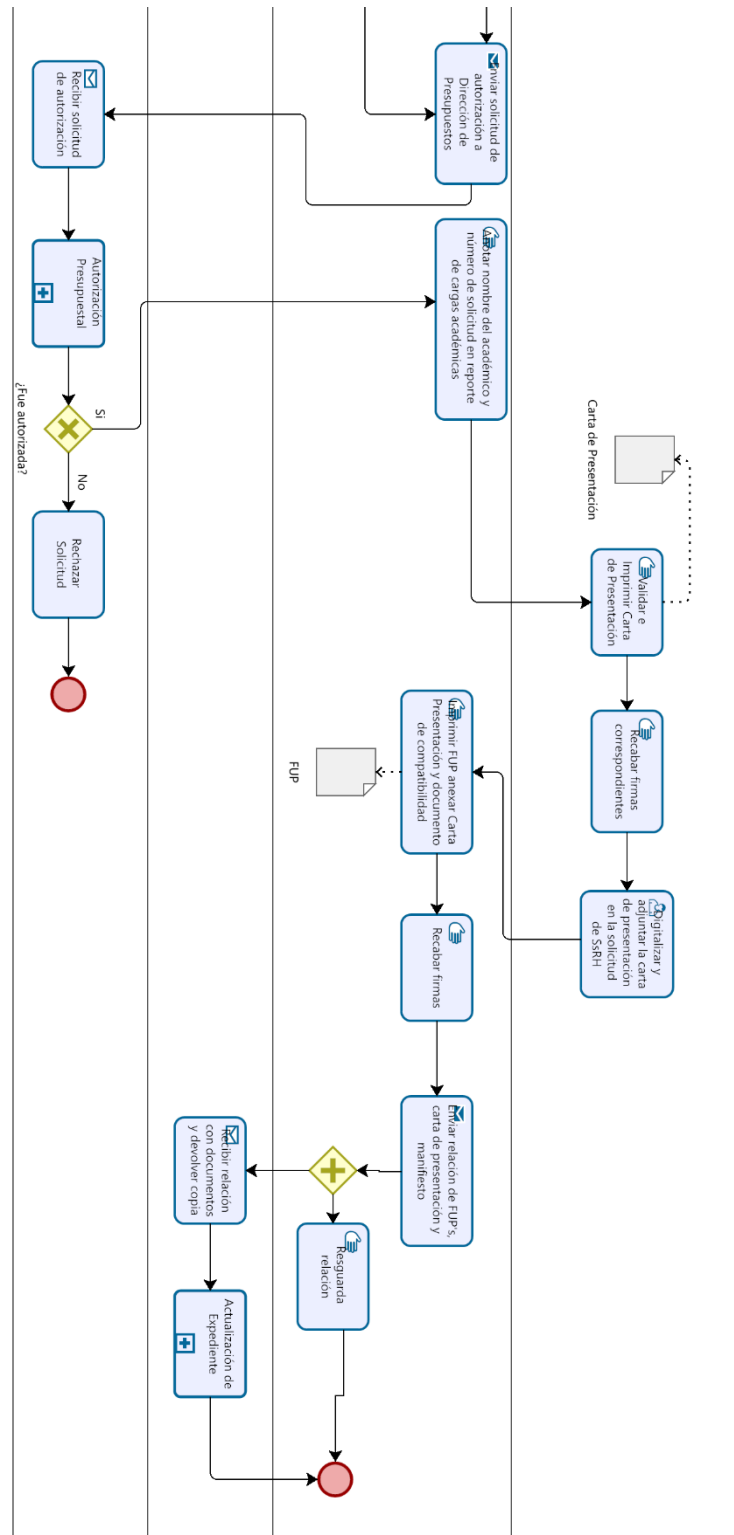 Carta de Presentación
Validar e
Imprimir Carta
de Presentación
Recabar firmas
correspondientes
Digitalizar y
adjuntar la carta
de presentación
en la solicitud
de SsRH
Enviar solicitud de
autorización a
Dirección de
Presupuestos
Anotar nombre del académico y
número de solicitud en reporte
de cargas académicas
Imprimir FUP anexar Carta
Presentación y documento
de compatibilidad
FUP
Recabar firmas
Enviar relación de FUP's,
carta de presentación y
manifiesto
Resguarda
relación
Recibir relación
con documentos
y devolver copia
Actualización de
Expediente
Recibir solicitud
de autorización
Autorización
Presupuestal
Si
No
¿Fue autorizada?
Rechazar
Solicitud